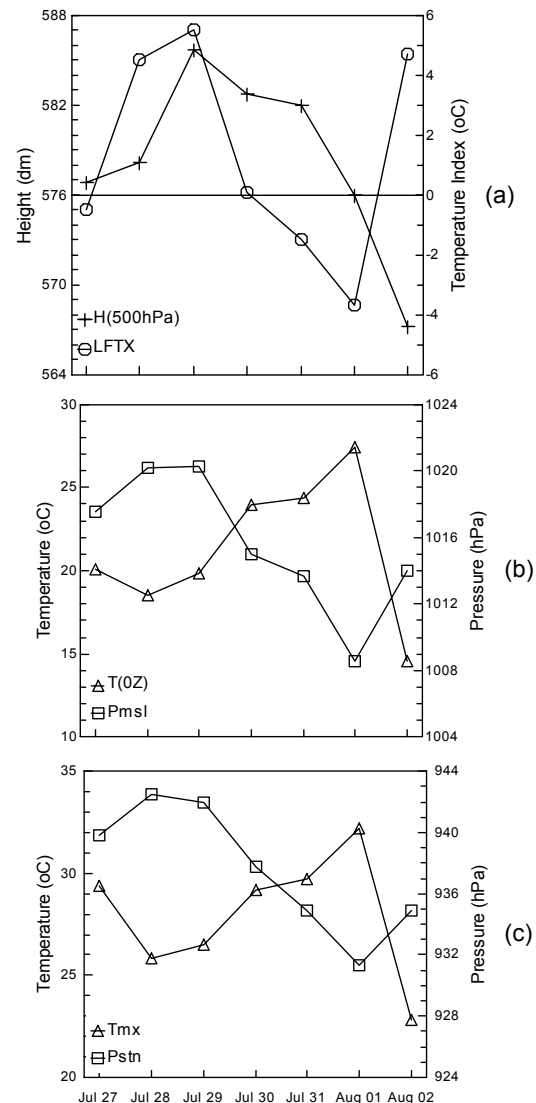 588
582
576
570
564
Height (dm)
6
4
2
0
-2
-4
-6
Temperature Index (oC)
H(500hPa)
LFTX
(a)
30
25
20
15
10
Temperature (oC)
1024
1020
1016
1012
1008
1004
Pressure (hPa)
T(0Z)
Pmsl
(b)
35
30
25
20
Temperature (oC)
944
940
936
932
928
924
Pressure (hPa)
Tmx
Pstn
(c)
Jul 27 Jul 28 Jul 29 Jul 30 Jul 31 Aug 01 Aug 02